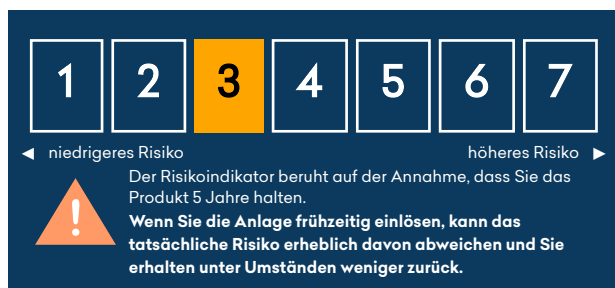 1 2 3 4 5 6 7
◄ niedrigeres Risiko höheres Risiko ►
Der Risikoindikator beruht auf der Annahme, dass Sie das
Produkt 5 Jahre halten.
Wenn Sie die Anlage frühzeitig einlösen, kann das
tatsächliche Risiko erheblich davon abweichen und Sie
erhalten unter Umständen weniger zurück.
!